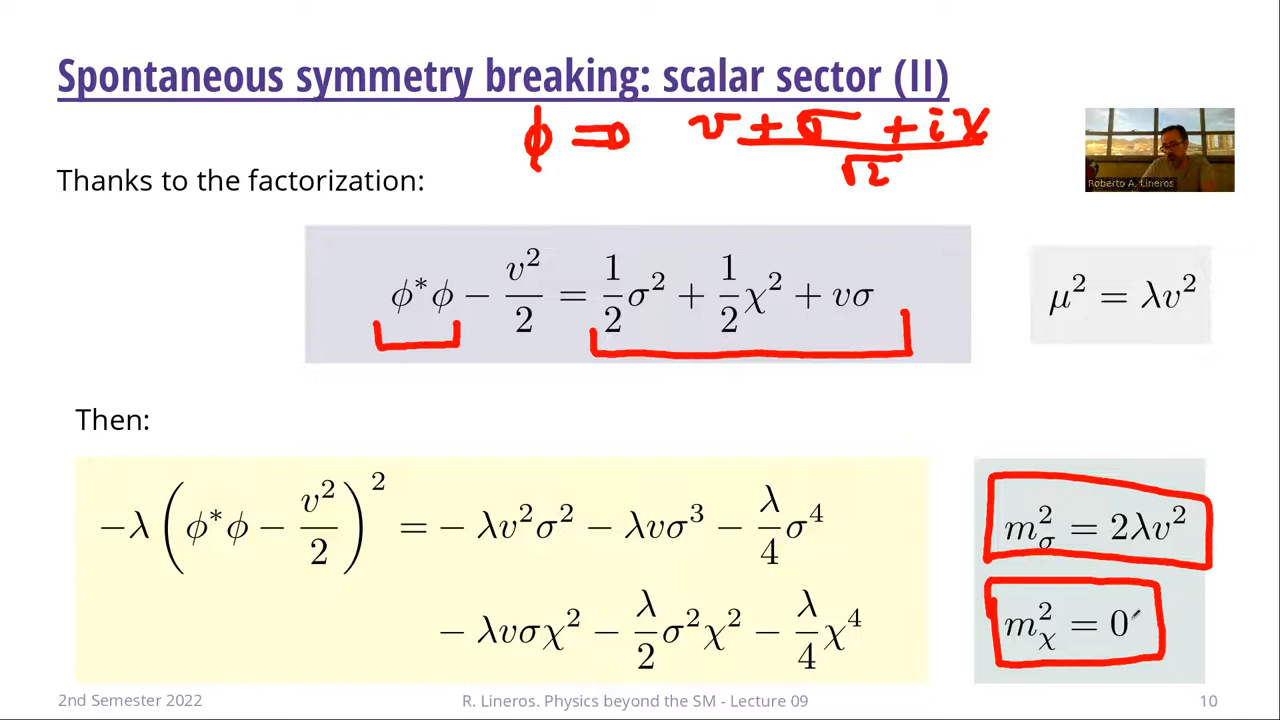 Spontaneous symmetry breaking: scalar sector (II)
ϕ ⇒ v + σ + iχ / √2
Roberto A. Lineros
Thanks to the factorization:
ϕ*ϕ − v²/2 = 1/2 σ² + 1/2 χ² + vσ
μ² = λv²
Then:
−λ(ϕ*ϕ − v²/2)² = − λv²σ² − λvσ³ − λ/4 σ⁴
− λvσχ² − λ/2 σ²χ² − λ/4 χ⁴
m²_σ = 2λv²
m²_χ = 0
2nd Semester 2022
R. Lineros. Physics beyond the SM - Lecture 09
10